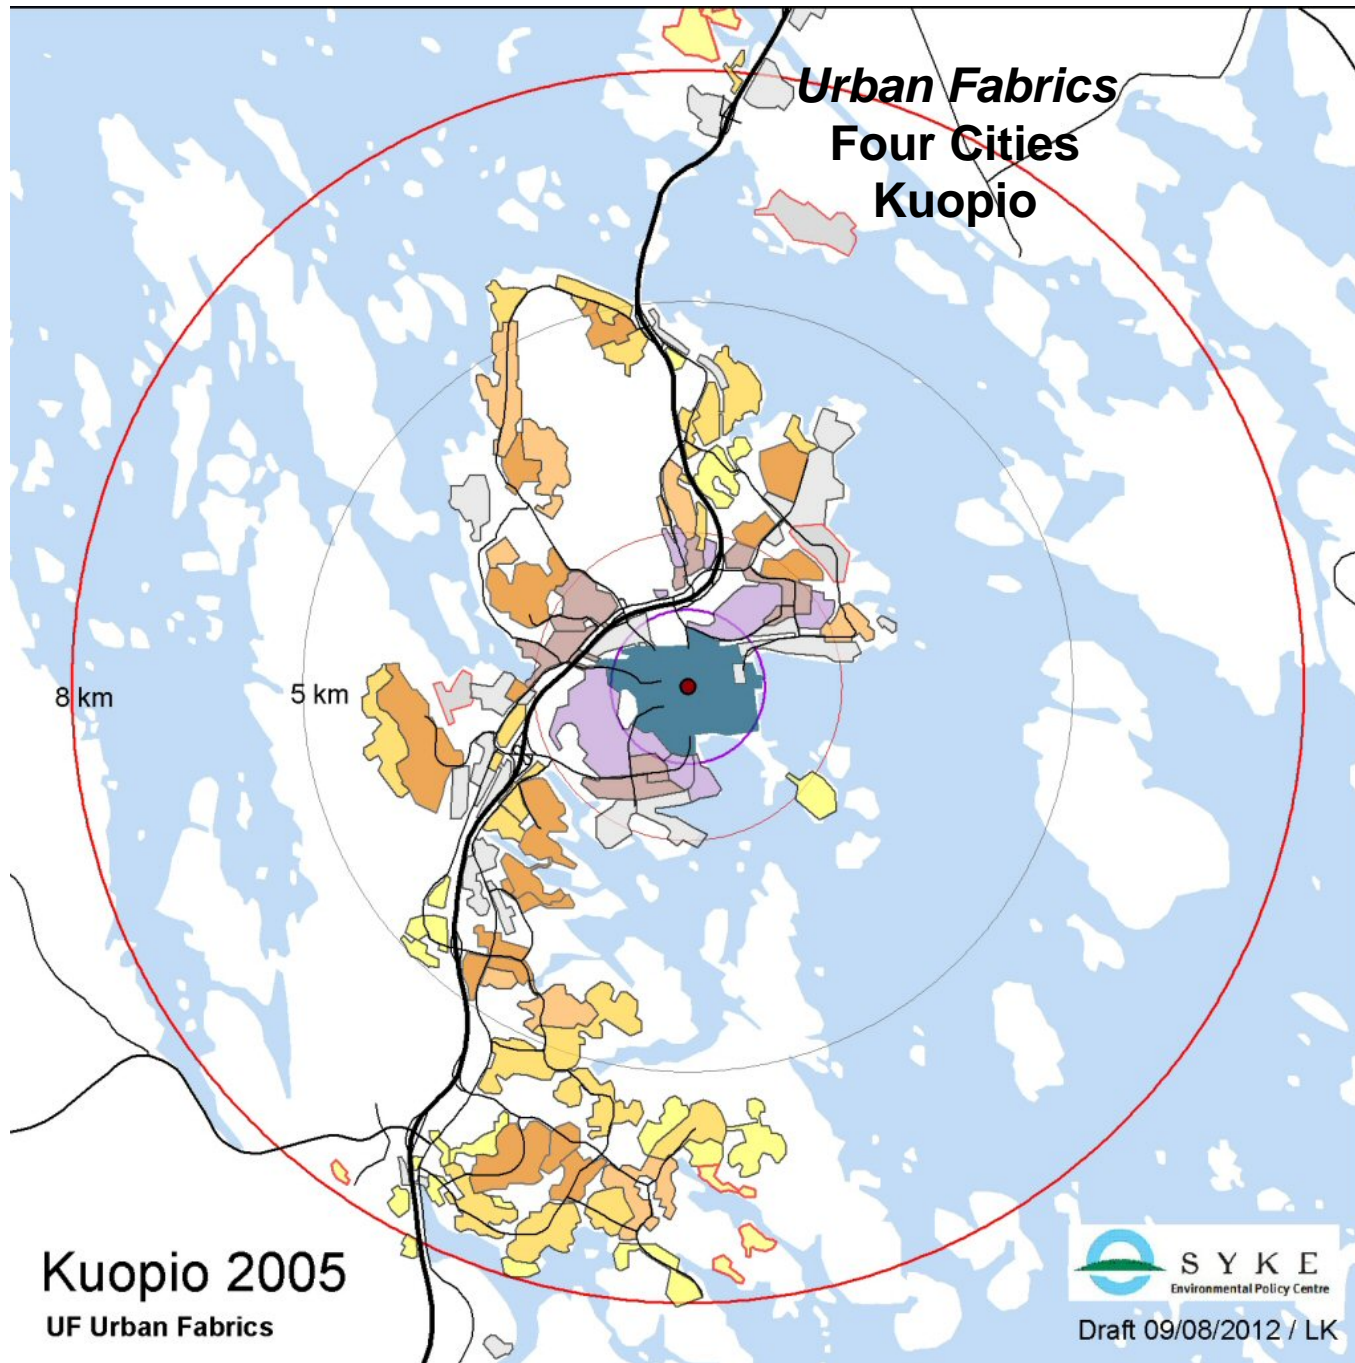 Urban Fabrics
Four Cities
Kuopio
8 km
5 km
Kuopio 2005
UF Urban Fabrics
SYKE
Environmental Policy Centre
Draft 09/08/2012 / LK